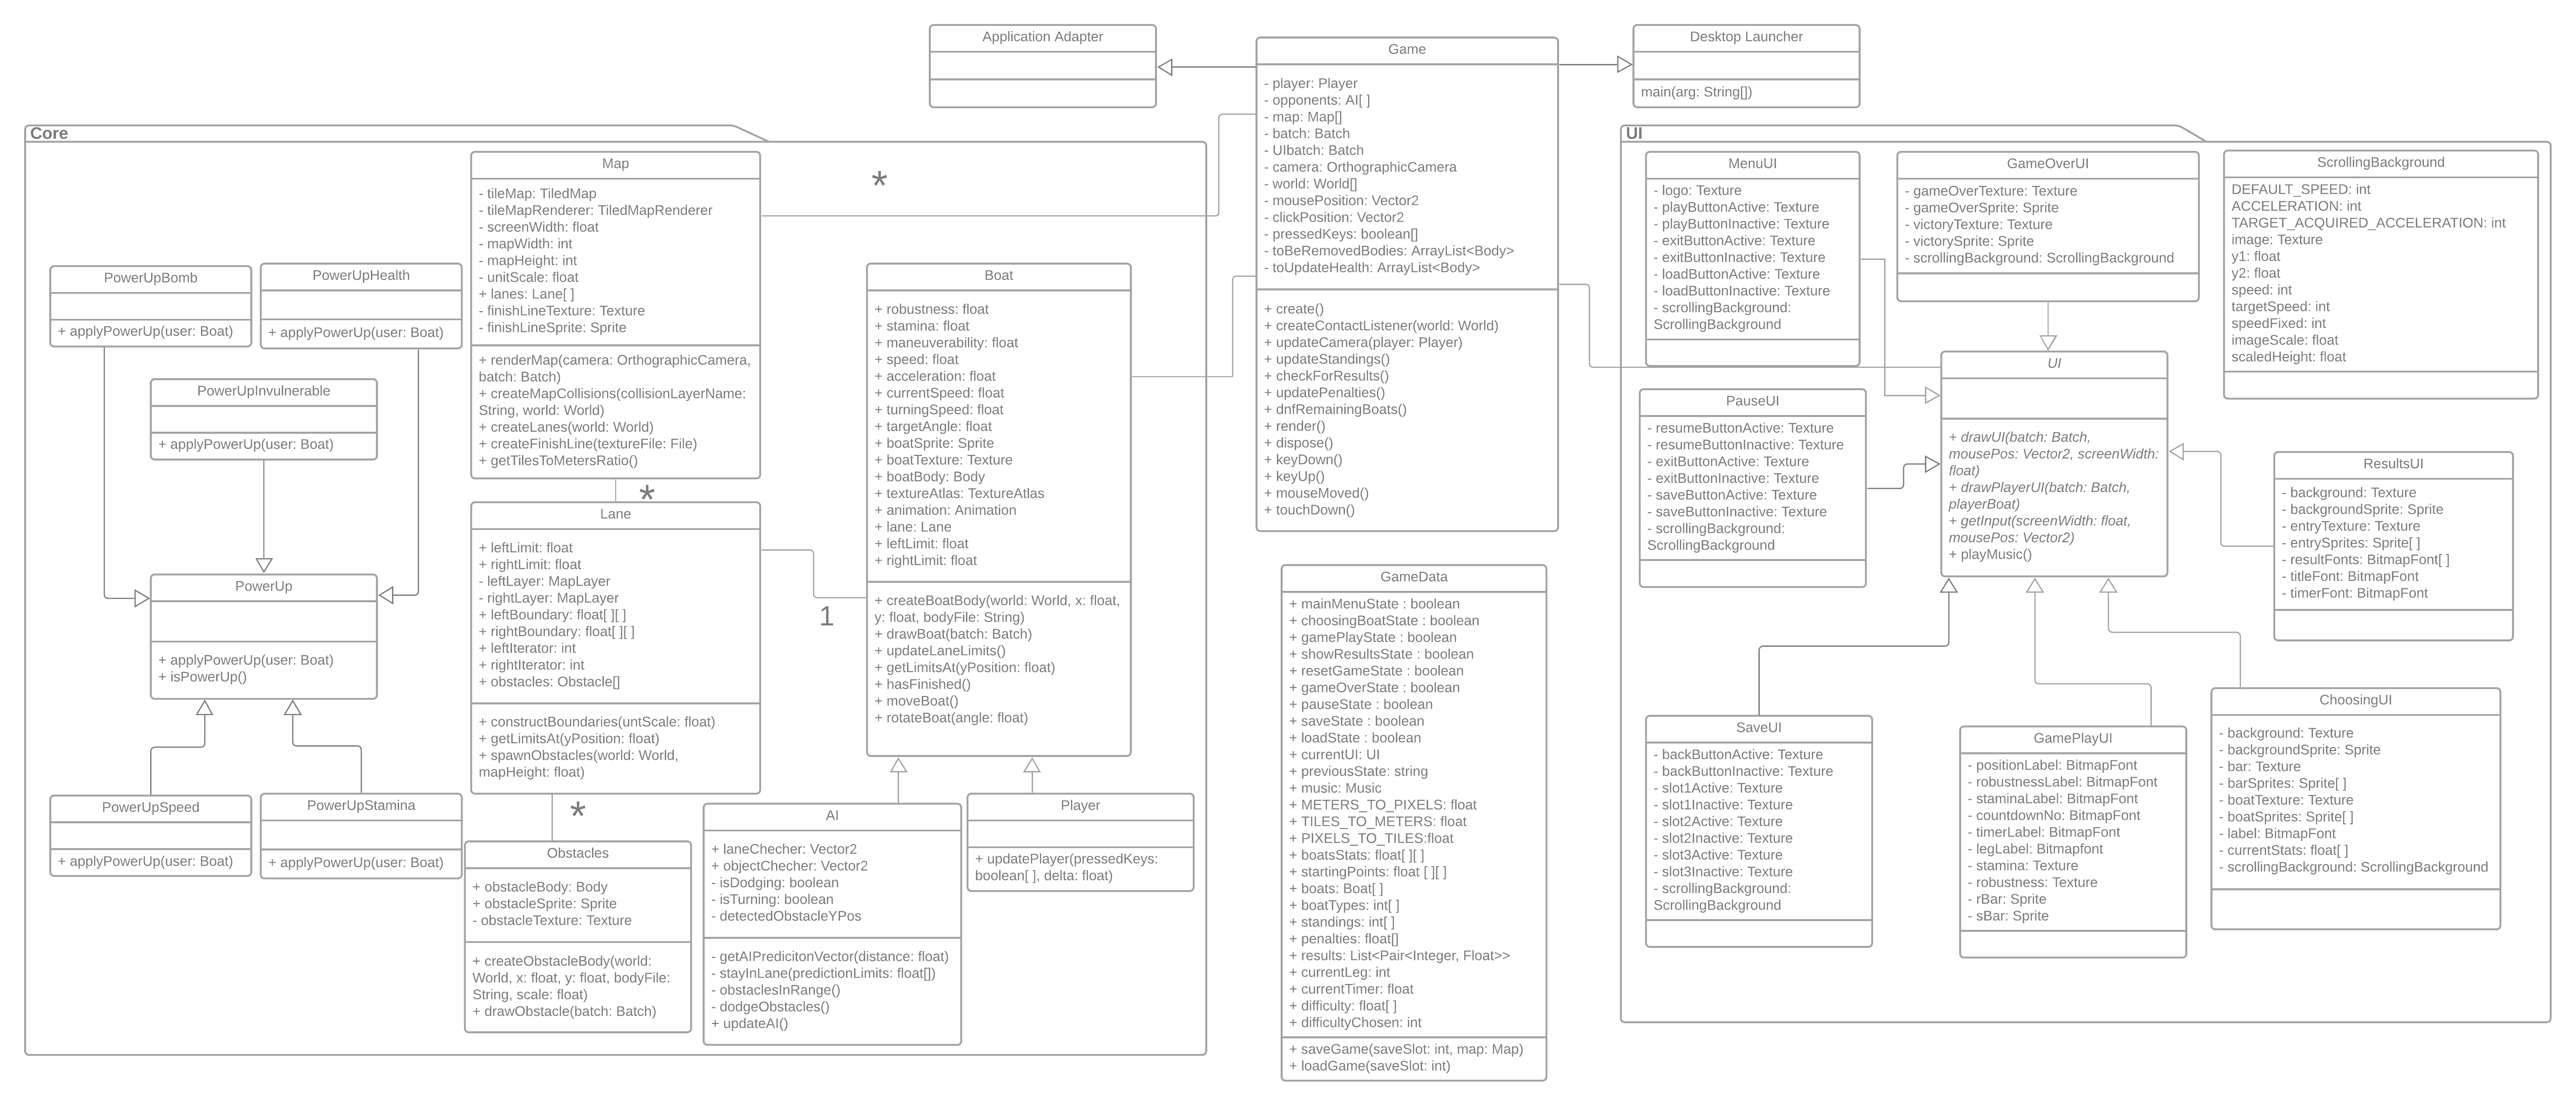 Application Adapter
Game
- player: Player
- opponents: AI[ ]
- map: Map[]
- batch: Batch
- UIbatch: Batch
- camera: OrthographicCamera
- world: World[]
- mousePosition: Vector2
- clickPosition: Vector2
- pressedKeys: boolean[]
- toBeRemovedBodies: ArrayList<Body>
- toUpdateHealth: ArrayList<Body>
+ create()
+ createContactListener(world: World)
+ updateCamera(player: Player)
+ updateStandings()
+ checkForResults()
+ updatePenalties()
+ dnfRemainingBoats()
+ render()
+ dispose()
+ keyDown()
+ keyUp()
+ mouseMoved()
+ touchDown()
Desktop Launcher
main(arg: String[])
Core
PowerUpBomb
+ applyPowerUp(user: Boat)
PowerUpHealth
+ applyPowerUp(user: Boat)
PowerUpInvulnerable
+ applyPowerUp(user: Boat)
PowerUp
+ applyPowerUp(user: Boat)
+ isPowerUp()
PowerUpSpeed
+ applyPowerUp(user: Boat)
PowerUpStamina
+ applyPowerUp(user: Boat)
Map
- tileMap: TiledMap
- tileMapRenderer: TiledMapRenderer
- screenWidth: float
- mapWidth: int
- mapHeight: int
- unitScale: float
+ lanes: Lane[ ]
- finishLineTexture: Texture
- finishLineSprite: Sprite
+ renderMap(camera: OrthographicCamera,
batch: Batch)
+ createMapCollisions(collisionLayerName:
String, world: World)
+ createLanes(world: World)
+ createFinishLine(textureFile: File)
+ getTilesToMetersRatio()
*
*
Lane
+ leftLimit: float
+ rightLimit: float
- leftLayer: MapLayer
- rightLayer: MapLayer
+ leftBoundary: float[ ][ ]
+ rightBoundary: float[ ][ ]
+ leftIterator: int
+ rightIterator: int
+ obstacles: Obstacle[]
+ constructBoundaries(untScale: float)
+ getLimitsAt(yPosition: float)
+ spawnObstacles(world: World,
mapHeight: float)
*
1
Obstacles
+ obstacleBody: Body
+ obstacleSprite: Sprite
- obstacleTexture: Texture
+ createObstacleBody(world:
World, x: float, y: float, bodyFile:
String, scale: float)
+ drawObstacle(batch: Batch)
Boat
+ robustness: float
+ stamina: float
+ maneuverability: float
+ speed: float
+ acceleration: float
+ currentSpeed: float
+ turningSpeed: float
+ targetAngle: float
+ boatSprite: Sprite
+ boatTexture: Texture
+ boatBody: Body
+ textureAtlas: TextureAtlas
+ animation: Animation
+ lane: Lane
+ leftLimit: float
+ rightLimit: float
+ createBoatBody(world: World, x: float,
y: float, bodyFile: String)
+ drawBoat(batch: Batch)
+ updateLaneLimits()
+ getLimitsAt(yPosition: float)
+ hasFinished()
+ moveBoat()
+ rotateBoat(angle: float)
AI
+ laneChecher: Vector2
+ objectChecher: Vector2
- isDodging: boolean
- isTurning: boolean
- detectedObstacleYPos
- getAIPredicitonVector(distance: float)
- stayInLane(predictionLimits: float[])
- obstaclesInRange()
- dodgeObstacles()
+ updateAI()
Player
+ updatePlayer(pressedKeys:
boolean[ ], delta: float)
GameData
+ mainMenuState : boolean
+ choosingBoatState : boolean
+ gamePlayState : boolean
+ showResultsState : boolean
+ resetGameState : boolean
+ gameOverState : boolean
+ pauseState : boolean
+ saveState : boolean
+ loadState : boolean
+ currentUI: UI
+ previousState: string
+ music: Music
+ METERS_TO_PIXELS: float
+ TILES_TO_METERS: float
+ PIXELS_TO_TILES:float
+ boatsStats: float[ ][ ]
+ startingPoints: float [ ][ ]
+ boats: Boat[ ]
+ boatTypes: int[ ]
+ standings: int[ ]
+ penalties: float[]
+ results: List<Pair<Integer, Float>>
+ currentLeg: int
+ currentTimer: float
+ difficulty: float[ ]
+ difficultyChosen: int
+ saveGame(saveSlot: int, map: Map)
+ loadGame(saveSlot: int)
UI
MenuUI
- logo: Texture
- playButtonActive: Texture
- playButtonInactive: Texture
- exitButtonActive: Texture
- exitButtonInactive: Texture
- loadButtonActive: Texture
- loadButtonInactive: Texture
- scrollingBackground:
ScrollingBackground
GameOverUI
- gameOverTexture: Texture
- gameOverSprite: Sprite
- victoryTexture: Texture
- victorySprite: Sprite
- scrollingBackground: ScrollingBackground
ScrollingBackground
DEFAULT_SPEED: int
ACCELERATION: int
TARGET_ACQUIRED_ACCELERATION: int
image: Texture
y1: float
y2: float
speed: int
targetSpeed: int
speedFixed: int
imageScale: float
scaledHeight: float
UI
+ drawUI(batch: Batch,
mousePos: Vector2, screenWidth:
float)
+ drawPlayerUI(batch: Batch,
playerBoat)
+ getInput(screenWidth: float,
mousePos: Vector2)
+ playMusic()
PauseUI
- resumeButtonActive: Texture
- resumeButtonInactive: Texture
- exitButtonActive: Texture
- exitButtonInactive: Texture
- saveButtonActive: Texture
- saveButtonInactive: Texture
- scrollingBackground:
ScrollingBackground
ResultsUI
- background: Texture
- backgroundSprite: Sprite
- entryTexture: Texture
- entrySprites: Sprite[ ]
- resultFonts: BitmapFont[ ]
- titleFont: BitmapFont
- timerFont: BitmapFont
SaveUI
- backButtonActive: Texture
- backButtonInactive: Texture
- slot1Active: Texture
- slot1Inactive: Texture
- slot2Active: Texture
- slot2Inactive: Texture
- slot3Active: Texture
- slot3Inactive: Texture
- scrollingBackground:
ScrollingBackground
GamePlayUI
- positionLabel: BitmapFont
- robustnessLabel: BitmapFont
- staminaLabel: BitmapFont
- countdownNo: BitmapFont
- timerLabel: BitmapFont
- legLabel: Bitmapfont
- stamina: Texture
- robustness: Texture
- rBar: Sprite
- sBar: Sprite
ChoosingUI
- background: Texture
- backgroundSprite: Sprite
- bar: Texture
- barSprites: Sprite[ ]
- boatTexture: Texture
- boatSprites: Sprite[ ]
- label: BitmapFont
- currentStats: float[ ]
- scrollingBackground: ScrollingBackground